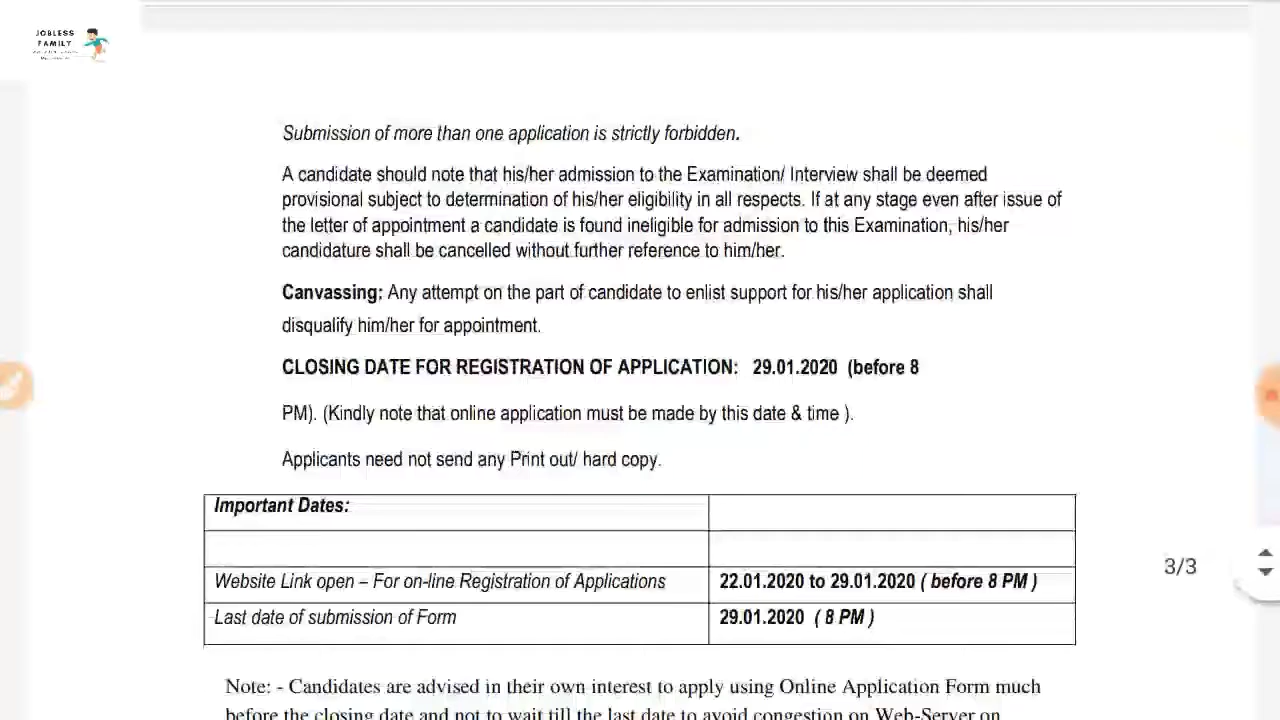 JOBLESS
FAMILY
Submission of more than one application is strictly forbidden.
A candidate should note that his/her admission to the Examination/ Interview shall be deemed
provisional subject to determination of his/her eligibility in all respects. If at any stage even after issue of
the letter of appointment a candidate is found ineligible for admission to this Examination, his/her
candidature shall be cancelled without further reference to him/her.
Canvassing: Any attempt on the part of candidate to enlist support for his/her application shall
disqualify him/her for appointment.
CLOSING DATE FOR REGISTRATION OF APPLICATION: 29.01.2020 (before 8
PM). (Kindly note that online application must be made by this date & time ).
Applicants need not send any Print out/ hard copy.
Important Dates:
Website Link open – For on-line Registration of Applications 22.01.2020 to 29.01.2020 ( before 8 PM )
3/3
Last date of submission of Form 29.01.2020 ( 8 PM )
Note: - Candidates are advised in their own interest to apply using Online Application Form much
before the closing date and not to wait till the last date to avoid congestion on Web-Server on